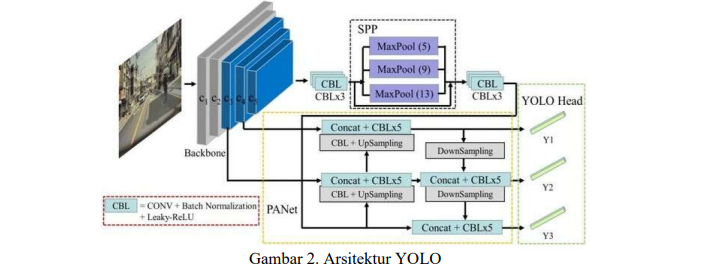 SPP
MaxPool (5)
MaxPool (9)
MaxPool (13)
CBL
CBLx3
CBL
CBLx3
C1 C2 C3 C4 C5
Backbone
YOLO Head
Concat + CBLx5
CBL + UpSampling
DownSampling
Y1
Concat + CBLx5
CBL + UpSampling
Concat + CBLx5
DownSampling
Y2
PANet
Concat + CBLx5
Y3
CBL = CONV + Batch Normalization
+ Leaky-ReLU
Gambar 2. Arsitektur YOLO